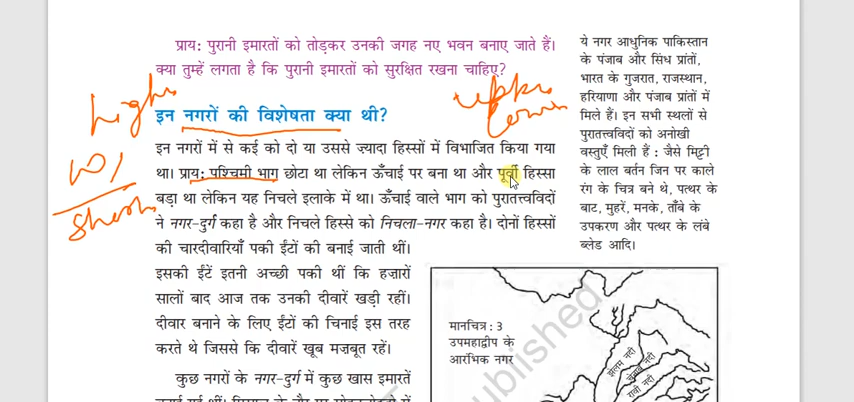 प्राय: पुरानी इमारतों को तोड़कर उनकी जगह नए भवन बनाए जाते हैं।
क्या तुम्हें लगता है कि पुरानी इमारतों को सुरक्षित रखना चाहिए?
इन नगरों की विशेषता क्या थी?
इन नगरों में से कई को दो या उससे ज़्यादा हिस्सों में विभाजित किया गया
था। प्राय: पश्चिमी भाग छोटा था लेकिन ऊँचाई पर बना था और पूर्वी हिस्सा
बड़ा था लेकिन यह निचले इलाके में था। ऊँचाई वाले भाग को पुरातत्त्वविदों
ने नगर-दुर्ग कहा है और निचले हिस्से को निचला-नगर कहा है। दोनों हिस्सों
की चारदीवारियाँ पकी ईंटों की बनाई जाती थीं।
इसकी ईंटें इतनी अच्छी पकी थीं कि हज़ारों
सालों बाद आज तक उनकी दीवारें खड़ी रहीं।
दीवार बनाने के लिए ईंटों की चिनाई इस तरह
करते थे जिससे कि दीवारें खूब मज़बूत रहें।
कुछ नगरों के नगर-दुर्ग में कुछ खास इमारतें
ये नगर आधुनिक पाकिस्तान
के पंजाब और सिंध प्रांतों,
भारत के गुजरात, राजस्थान,
हरियाणा और पंजाब प्रांतों में
मिले हैं। इन सभी स्थलों से
पुरातत्त्वविदों को अनोखी
वस्तुएँ मिली हैं : जैसे मिट्टी
के लाल बर्तन जिन पर काले
रंग के चित्र बने थे, पत्थर के
बाट, मुहरें, मनके, ताँबे के
उपकरण और पत्थर के लंबे
ब्लेड आदि।
मानचित्र : 3
उपमहाद्वीप के
आरंभिक नगर
झेलम नदी
चेनाब नदी
रावी नदी
published